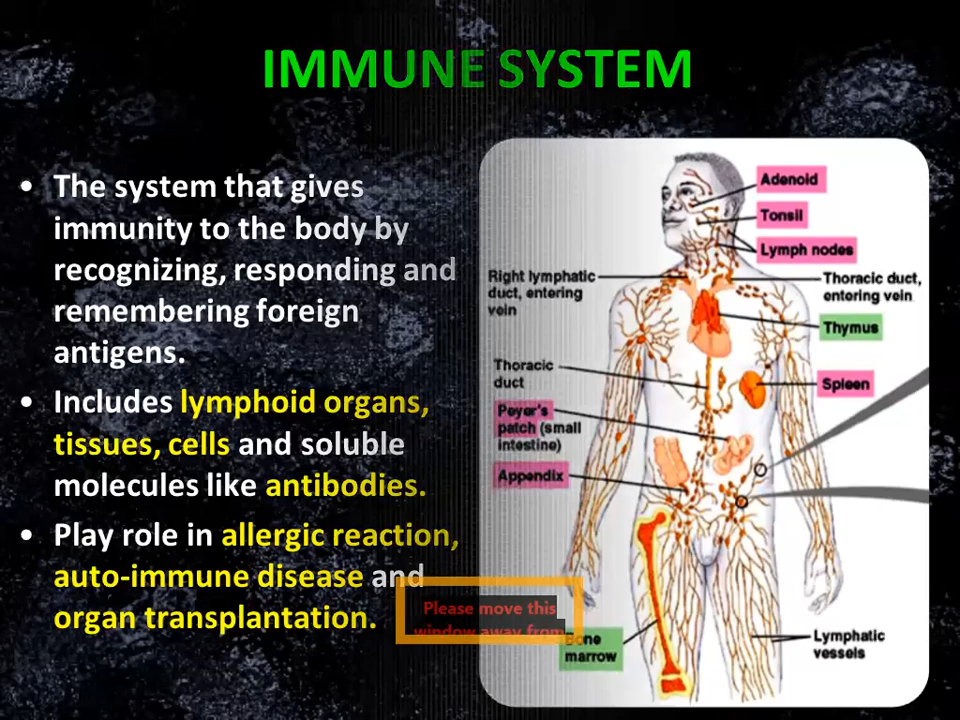 IMMUNE SYSTEM
• The system that gives
immunity to the body by
recognizing, responding and
remembering foreign
antigens.
• Includes lymphoid organs,
tissues, cells and soluble
molecules like antibodies.
• Play role in allergic reaction,
auto-immune disease and
organ transplantation.
Adenoid
Tonsil
Lymph nodes
Right lymphatic
duct, entering
vein
Thoracic duct,
entering vein
Thymus
Thoracic
duct
Spleen
Peyer's
patch (small
intestine)
Appendix
Please move this
window away from
Bone
marrow
Lymphatic
vessels